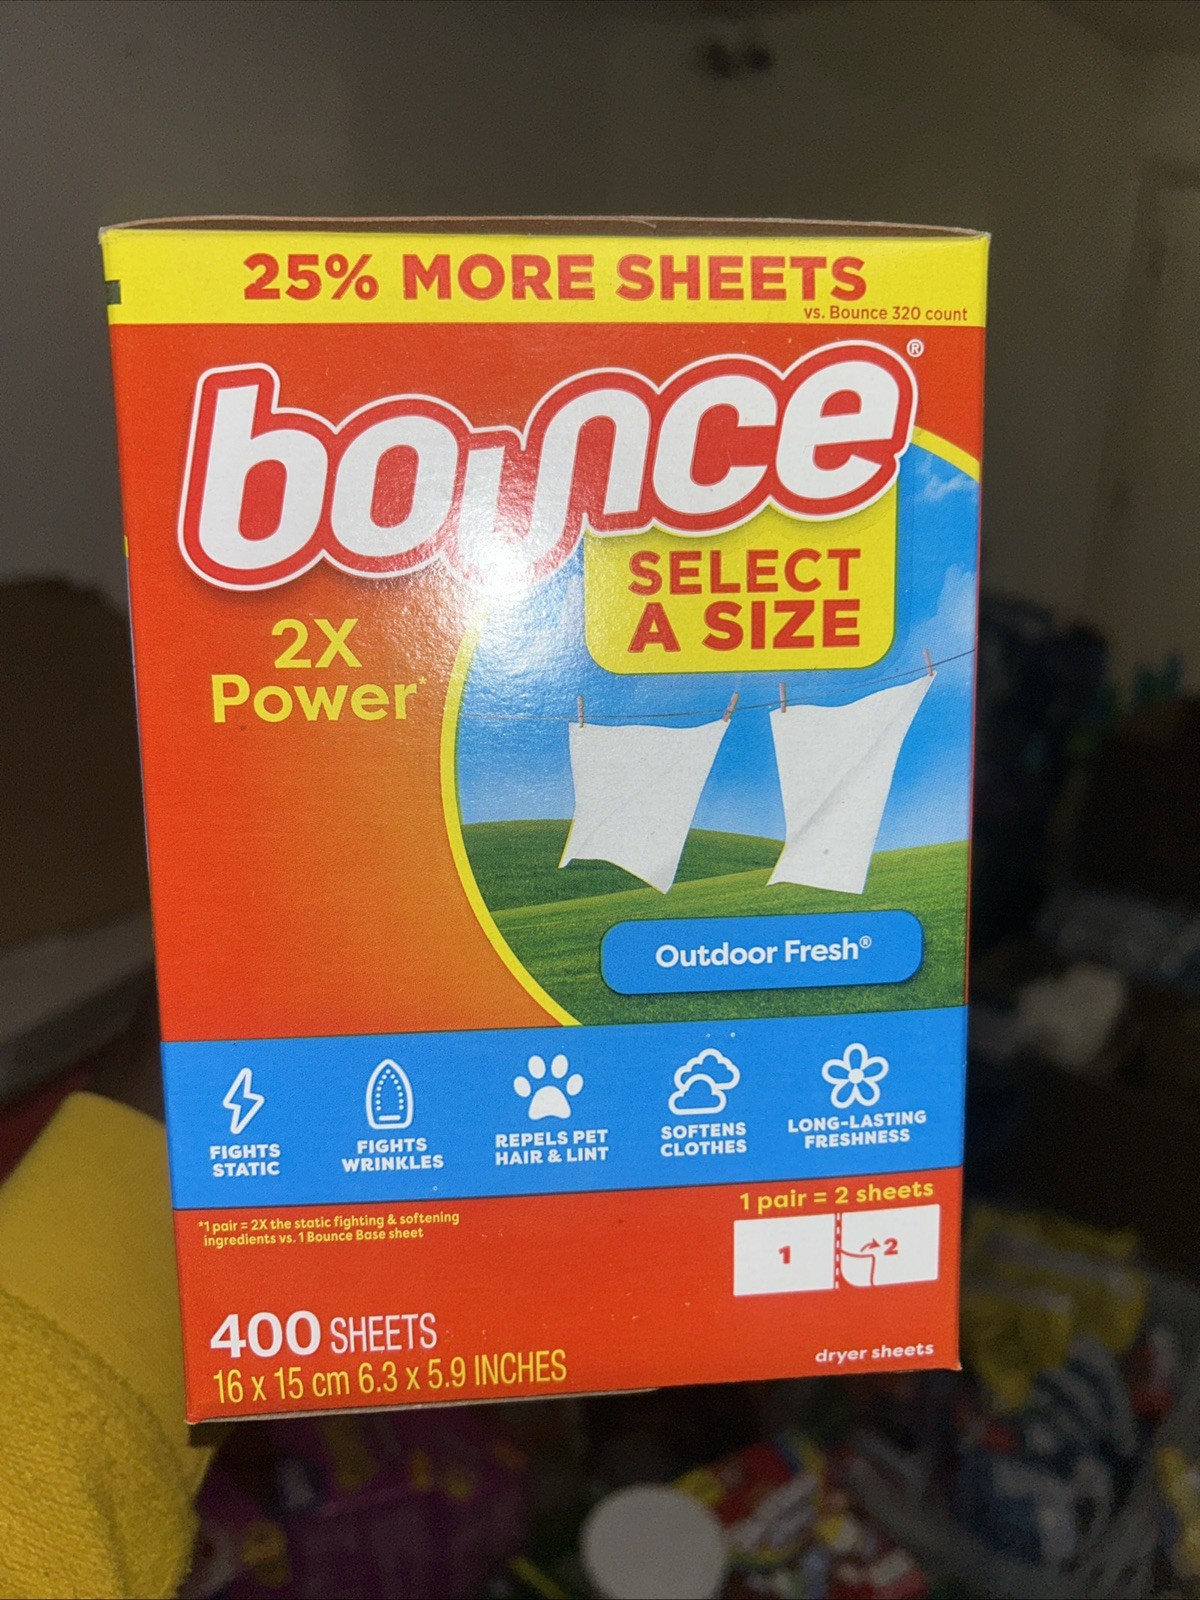 25% MORE SHEETS
vs. Bounce 320 count
bounce®
SELECT
A SIZE
2X
Power*
Outdoor Fresh®
FIGHTS
STATIC
FIGHTS
WRINKLES
REPELS PET
HAIR & LINT
SOFTENS
CLOTHES
LONG-LASTING
FRESHNESS
*1 pair = 2X the static fighting & softening
ingredients vs. 1 Bounce Base sheet
1 pair = 2 sheets
1 2
400 SHEETS
16 x 15 cm 6.3 x 5.9 INCHES
dryer sheets